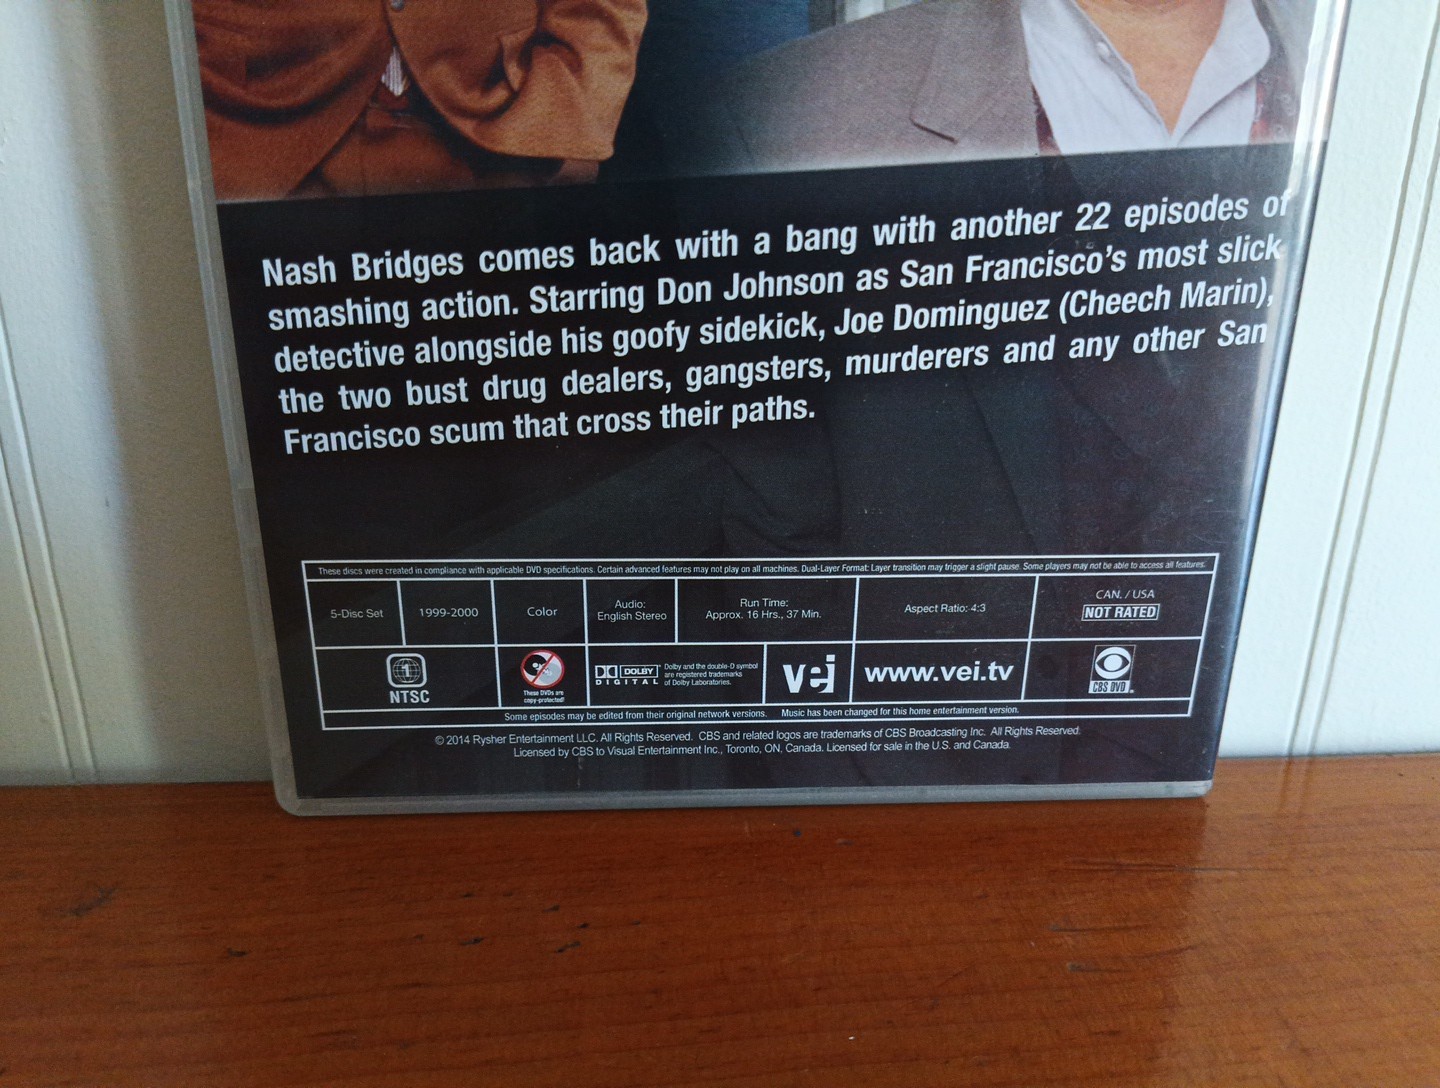 Nash Bridges comes back with a bang with another 22 episodes of
smashing action. Starring Don Johnson as San Francisco's most slick
detective alongside his goofy sidekick, Joe Dominguez (Cheech Marin),
the two bust drug dealers, gangsters, murderers and any other San
Francisco scum that cross their paths.
These discs were created in compliance with applicable DVD specifications. Certain advanced features may not play on all machines. Dual-Layer Format: Layer transition may trigger a slight pause. Some players may not be able to access all features.
5-Disc Set
1999-2000
Color
Audio:
English Stereo
Run Time:
Approx. 16 Hrs., 37 Min.
Aspect Ratio: 4:3
CAN. / USA
NOT RATED
1
NTSC
These DVDs are
copy-protected!
DOLBY
DIGITAL
Dolby and the double-D symbol
are registered trademarks
of Dolby Laboratories.
vei
www.vei.tv
CBS DVD
Some episodes may be edited from their original network versions. Music has been changed for this home entertainment version.
© 2014 Rysher Entertainment LLC. All Rights Reserved. CBS and related logos are trademarks of CBS Broadcasting Inc. All Rights Reserved.
Licensed by CBS to Visual Entertainment Inc., Toronto, ON, Canada. Licensed for sale in the U.S. and Canada.